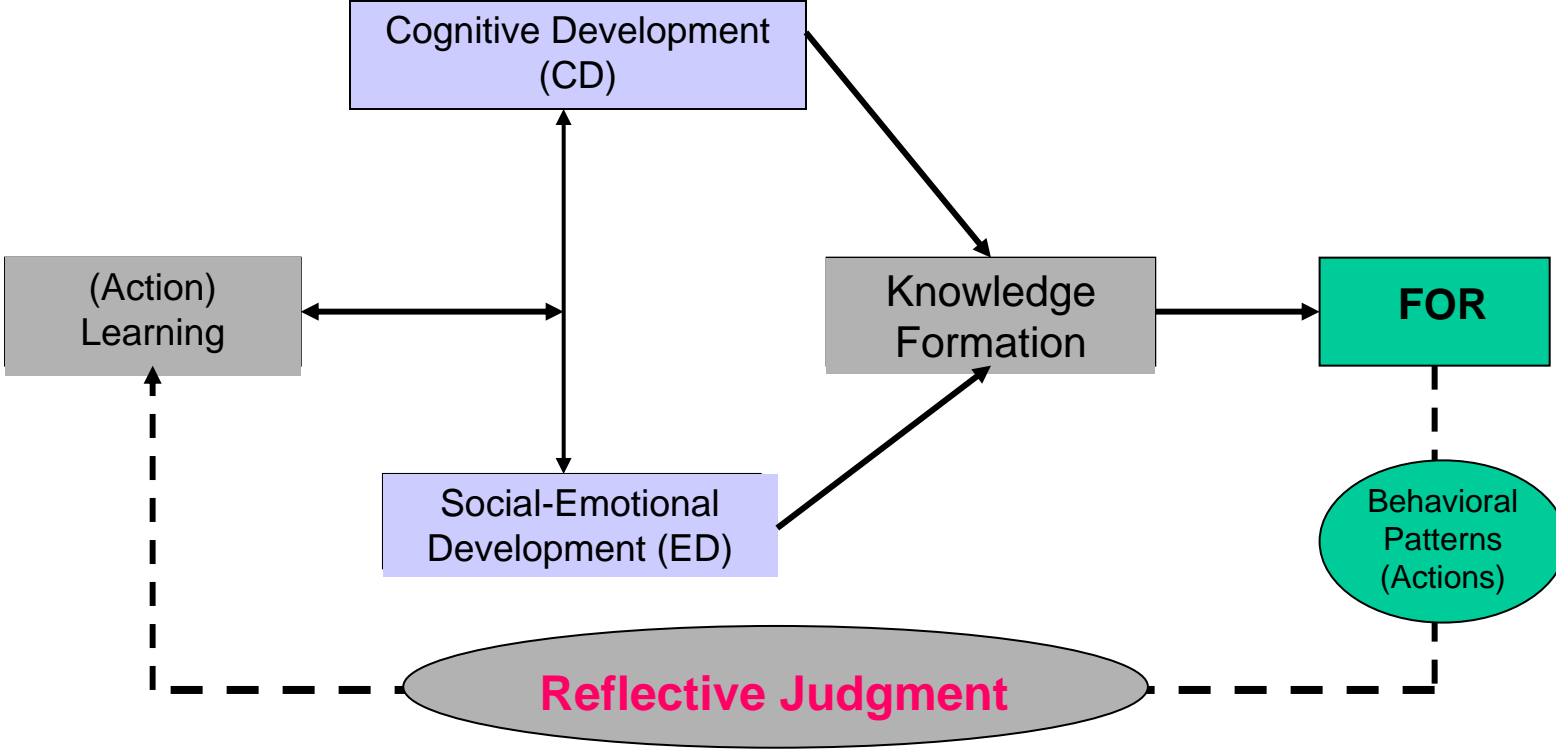 Cognitive Development
(CD)
(Action)
Learning
Knowledge
Formation
FOR
Social-Emotional
Development (ED)
Behavioral
Patterns
(Actions)
Reflective Judgment